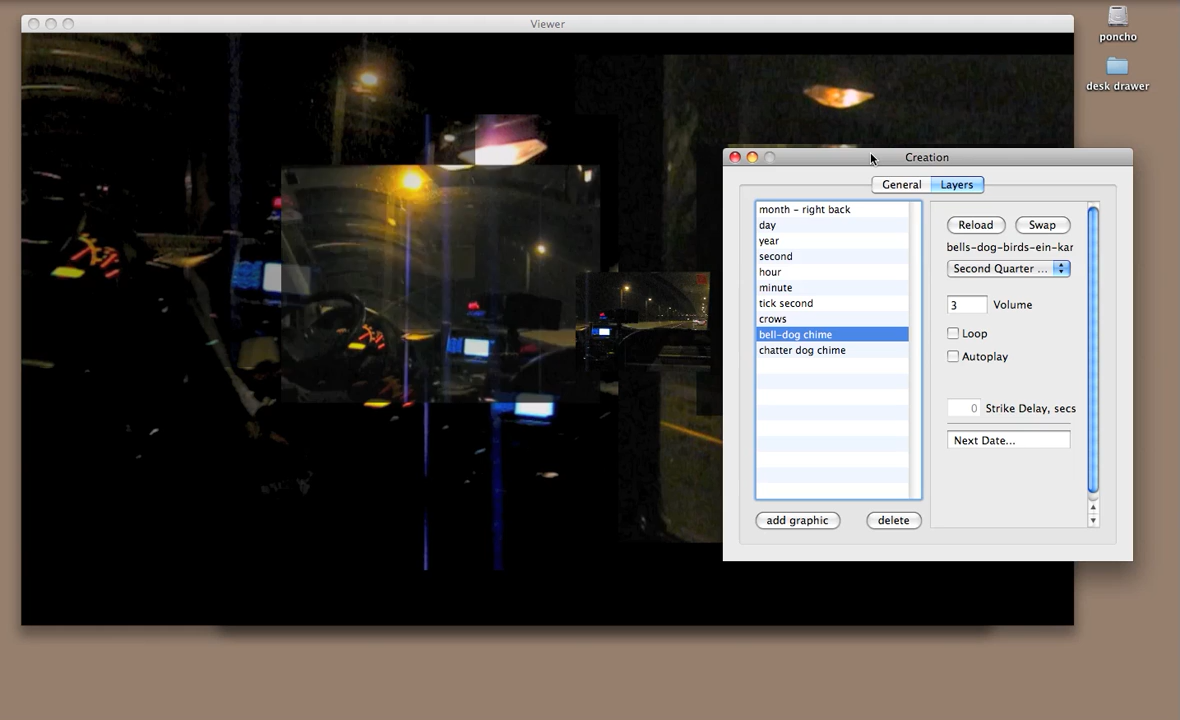 Viewer
poncho
desk drawer
Creation
General
Layers
month - right back
day
year
second
hour
minute
tick second
crows
bell-dog chime
chatter dog chime
add graphic
delete
Reload
Swap
bells-dog-birds-ein-kar
Second Quarter ...
3
Volume
Loop
Autoplay
0
Strike Delay, secs
Next Date...